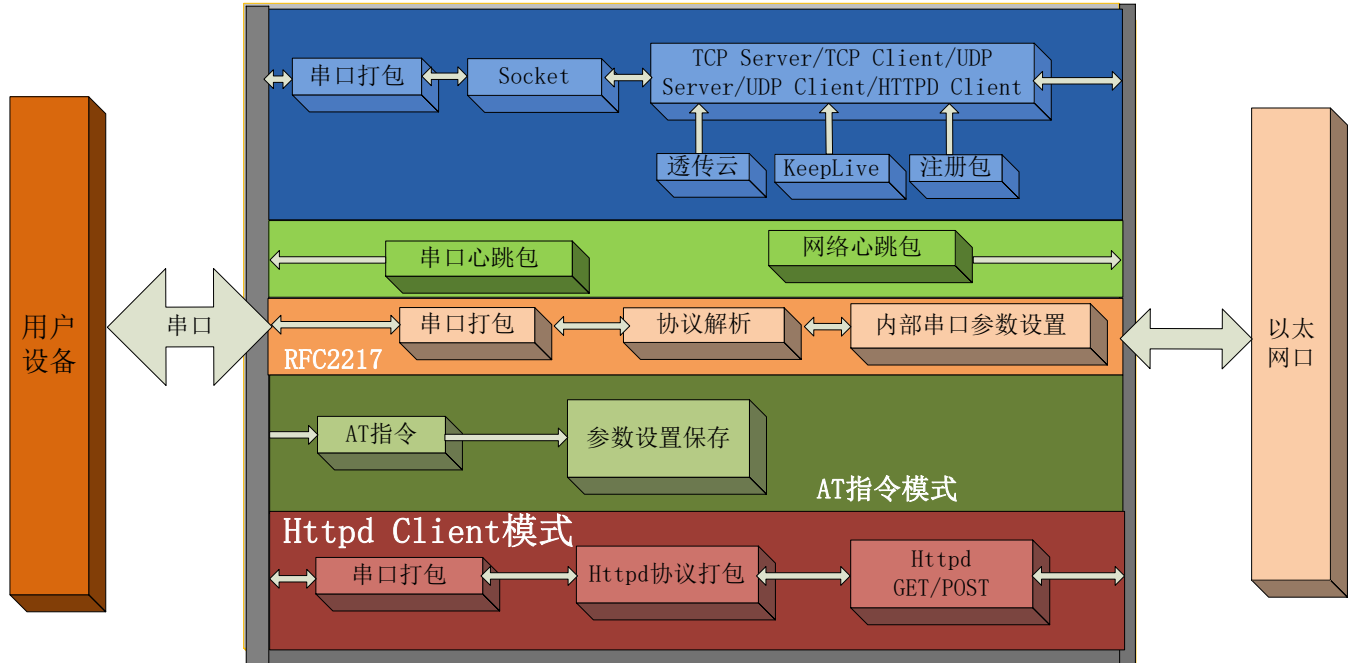 串口打包
Socket
TCP Server/TCP Client/UDP
Server/UDP Client/HTTPD Client
透传云
KeepLive
注册包
串口心跳包
网络心跳包
用户
设备
串口
串口打包
协议解析
内部串口参数设置
RFC2217
以太
网口
AT指令
参数设置保存
AT指令模式
Httpd Client模式
串口打包
Httpd协议打包
Httpd
GET/POST